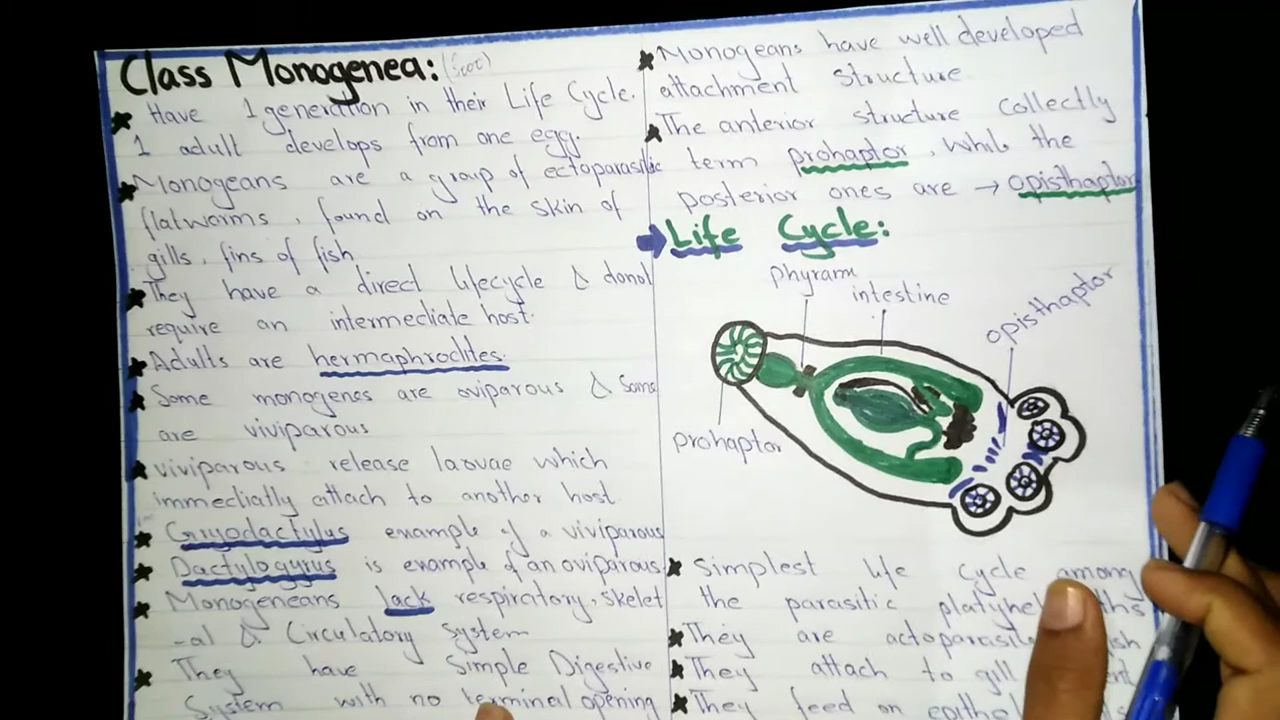 Class Monogenea:
★ Have 1 generation in their Life Cycle.
1 adult develops from one egg.
★ Monogeans are a group of ectoparasitic
flatworms, found on the skin of
gills, fins of fish
★ They have a direct lifecycle & donot
require an intermediate host.
★ Adults are hermaphrodites.
★ Some monogenes are oviparous & Some
are viviparous
★ viviparous release larvae which
immediatly attach to another host
★ Gryodactylus example of a viviparous
★ Dactylogyrus is example of an oviparous
★ Monogeneans lack respiratory, skelet
-al & Circulatory System
★ They have Simple Digestive
System with no terminal opening
★ Monogeans have well developed
attachment structure
★ The anterior structure collectly
term prohaptor, while the
posterior ones are → opisthaptor
Life Cycle:
phyranx
intestine
opisthaptor
prohaptor
★ Simplest life Cycle among
the parasitic
★ They are
★ They attach to gill
★ They feed on